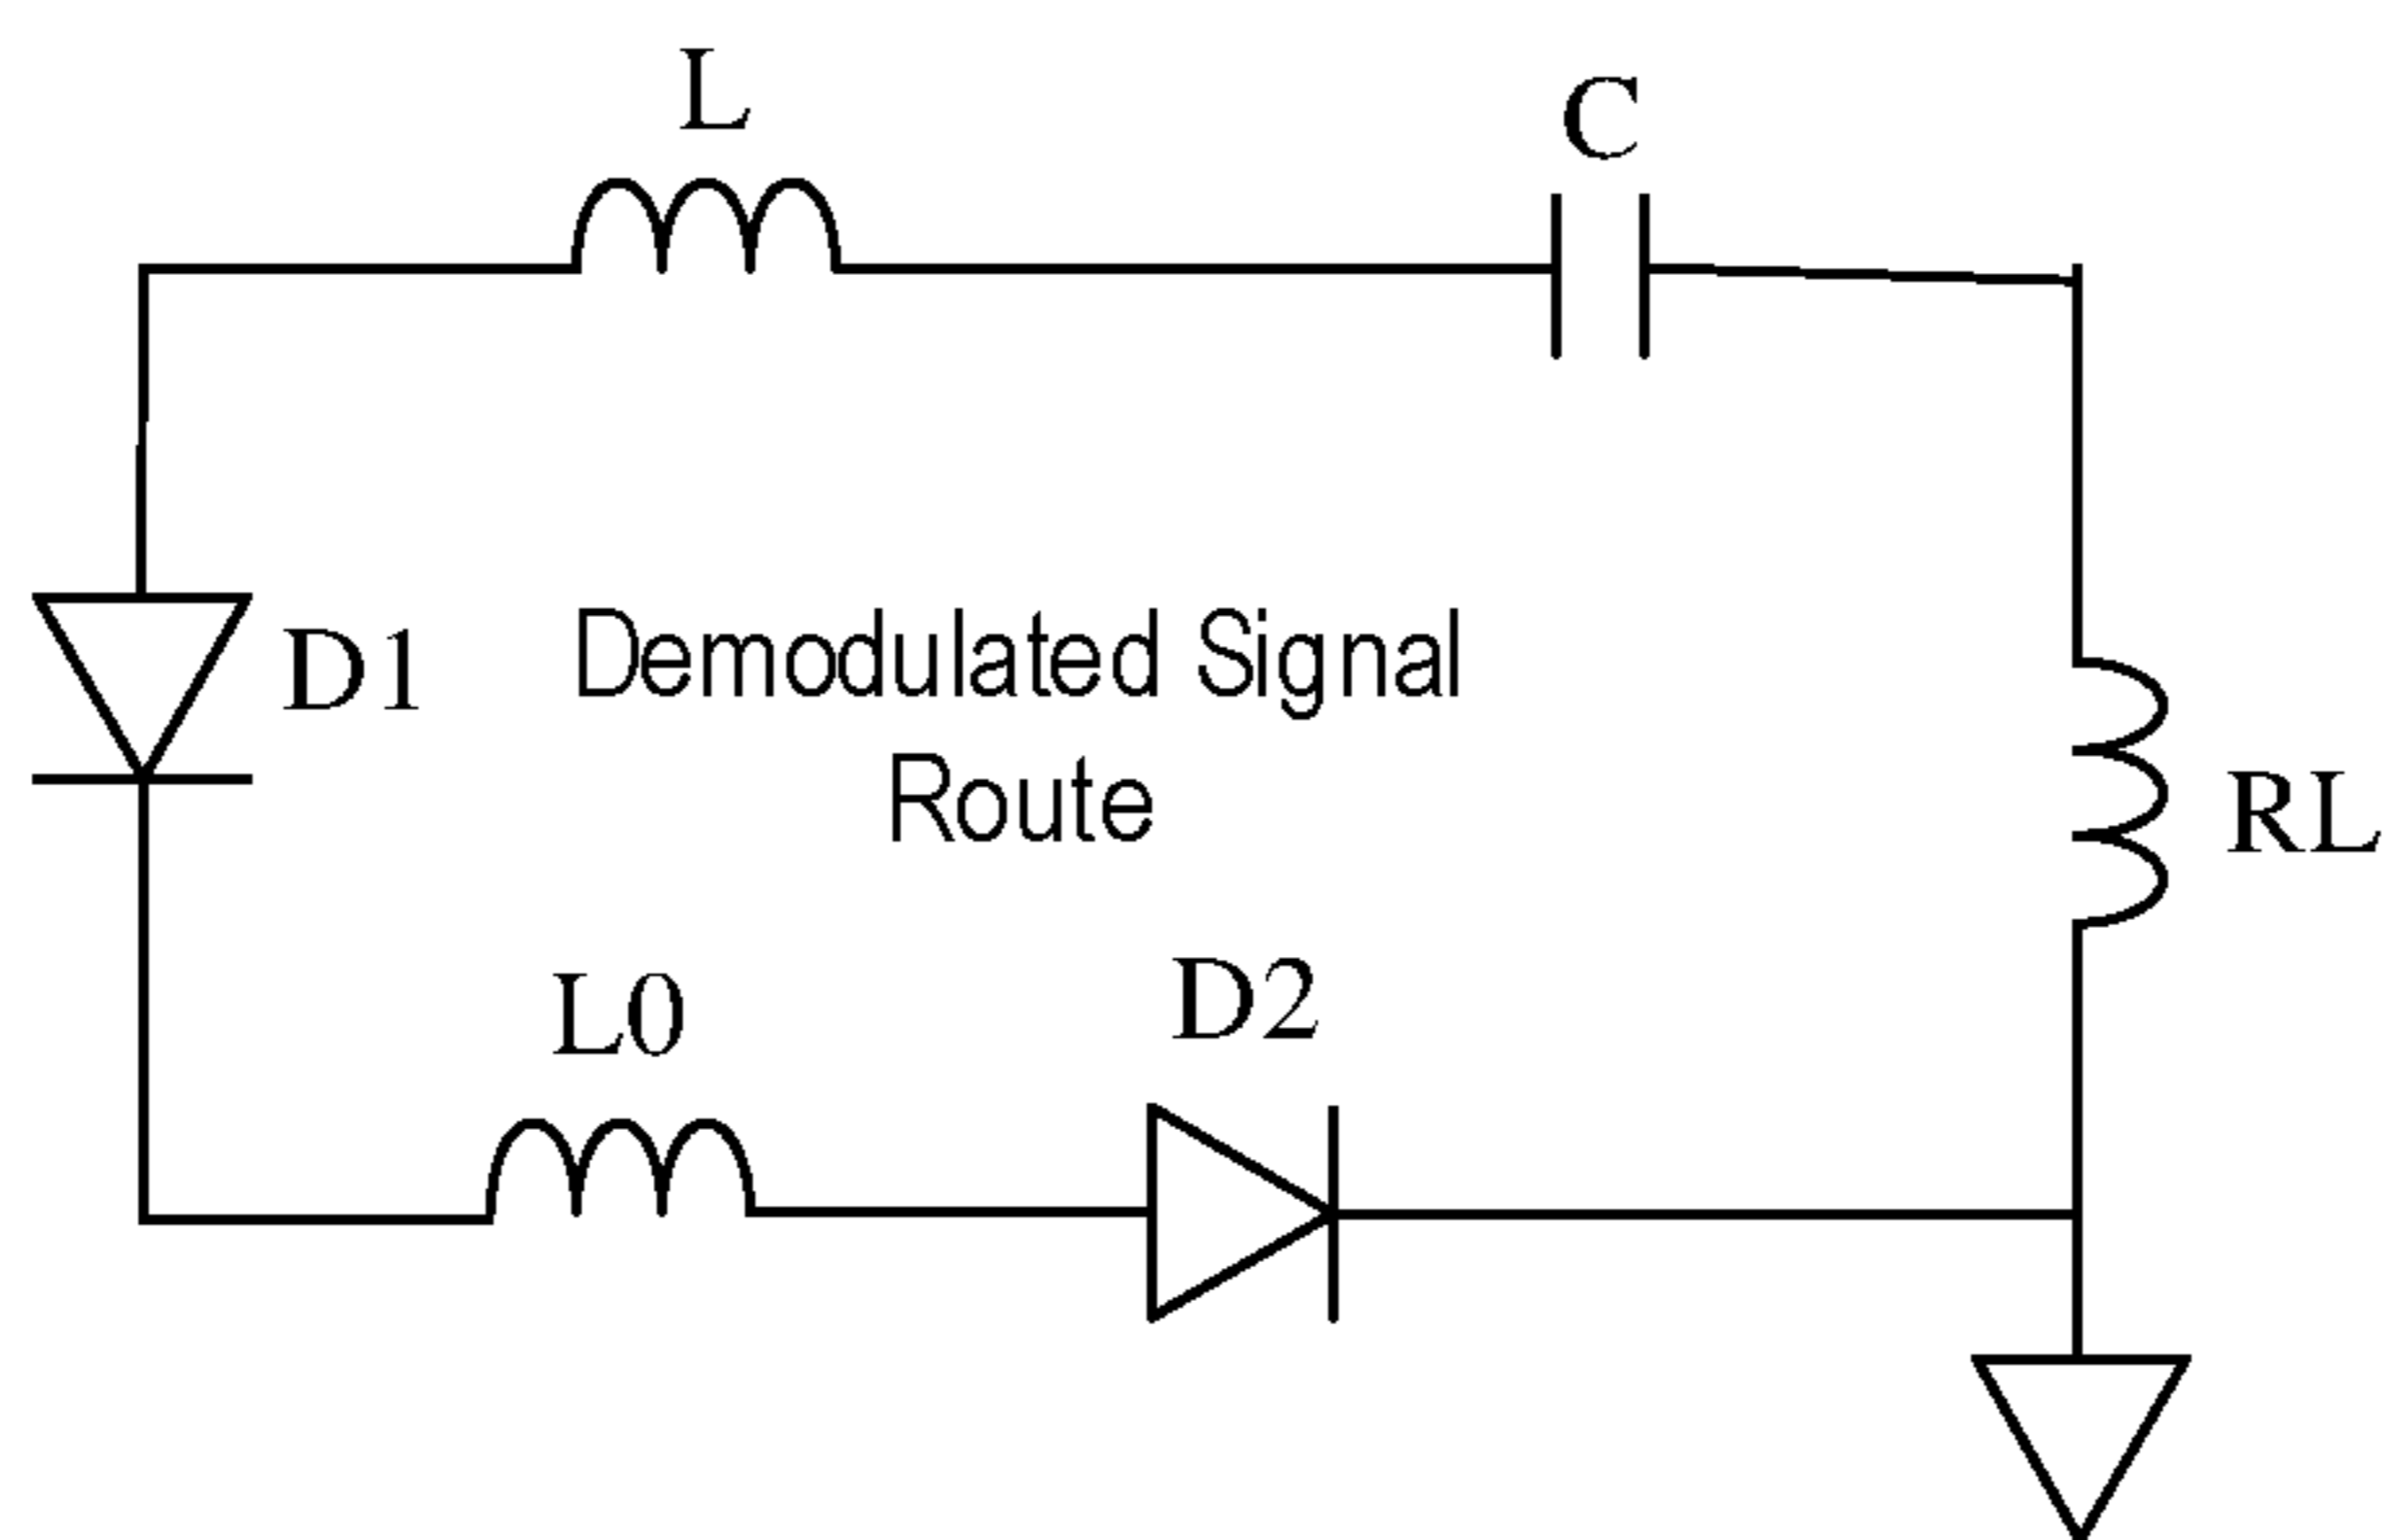 L
C
D1
Demodulated Signal
Route
RL
L0
D2